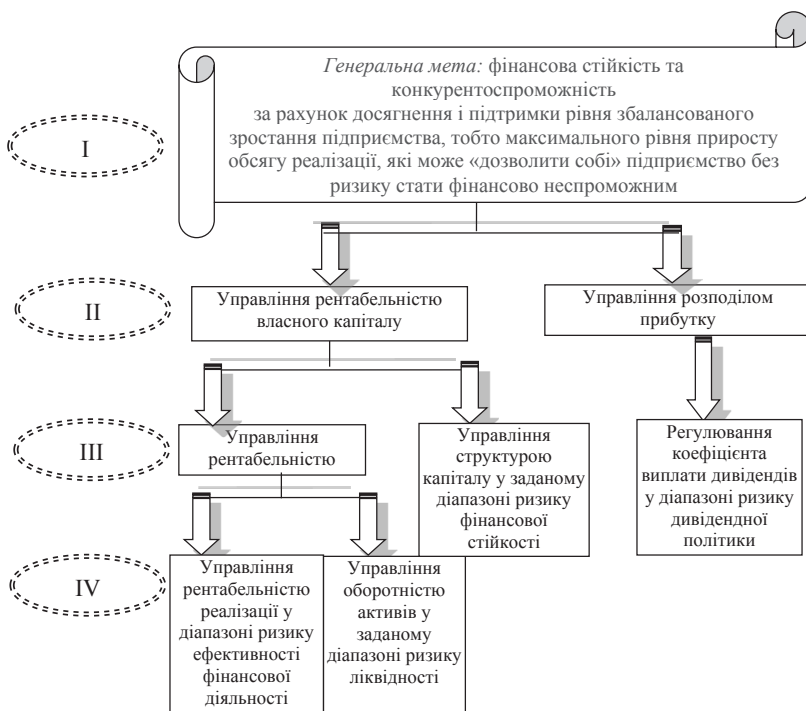 Генеральна мета: фінансова стійкість та
конкурентоспроможність
за рахунок досягнення і підтримки рівня збалансованого
зростання підприємства, тобто максимального рівня приросту
обсягу реалізації, які може «дозволити собі» підприємство без
ризику стати фінансово неспроможним
I
II
Управління рентабельністю
власного капіталу
Управління розподілом
прибутку
III
Управління
рентабельністю
Управління
структурою
капіталу у заданому
діапазоні ризику
фінансової
стійкості
Регулювання
коефіцієнта
виплати дивідендів
у діапазоні ризику
дивідендної
політики
IV
Управління
рентабельністю
реалізації у
діапазоні ризику
ефективності
фінансової
діяльності
Управління
оборотністю
активів у
заданому
діапазоні ризику
ліквідності